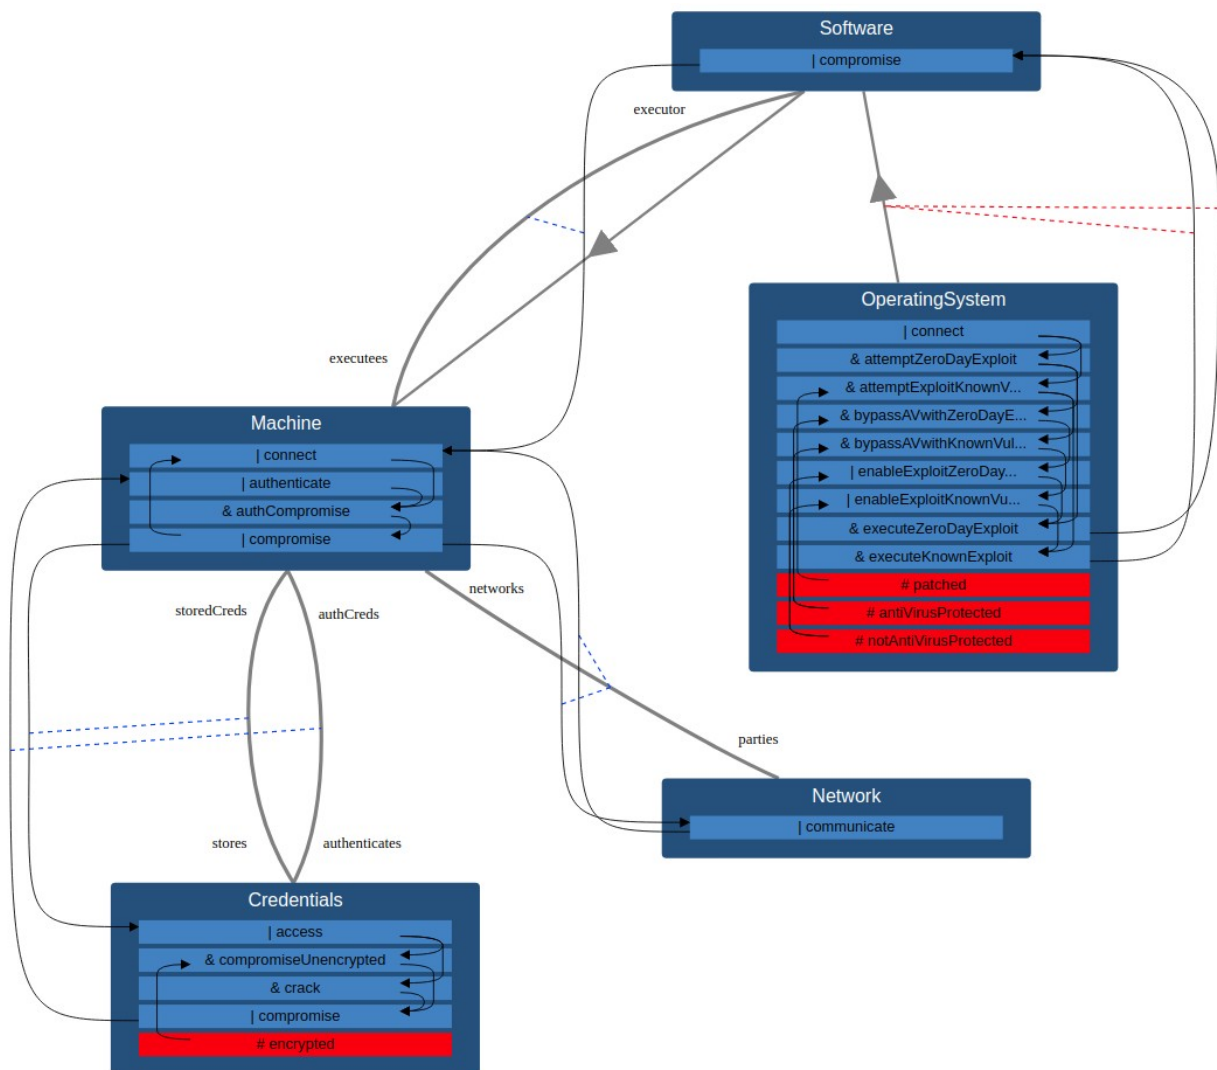 Software
| compromise
executor
executees
OperatingSystem
| connect
& attemptZeroDayExploit
& attemptExploitKnownV...
& bypassAVwithZeroDayE...
& bypassAVwithKnownVul...
| enableExploitZeroDay...
| enableExploitKnownVu...
& executeZeroDayExploit
& executeKnownExploit
# patched
# antiVirusProtected
# notAntiVirusProtected
Machine
| connect
| authenticate
& authCompromise
| compromise
storedCreds
authCreds
networks
parties
Network
| communicate
stores
authenticates
Credentials
| access
& compromiseUnencrypted
& crack
| compromise
# encrypted